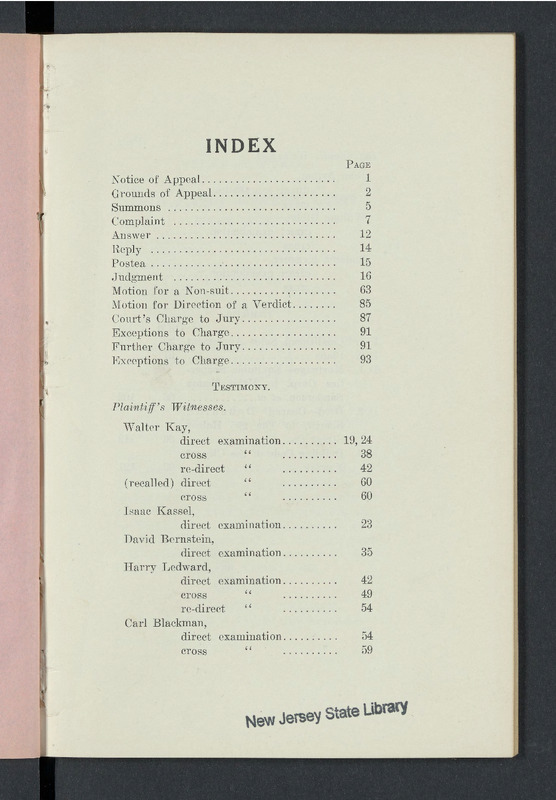 INDEX
PAGE
Notice of Appeal........................ 1
Grounds of Appeal...................... 2
Summons .............................. 5
Complaint ............................. 7
Answer ................................ 12
Reply ................................. 14
Postea ................................. 15
Judgment ............................. 16
Motion for a Non-suit................... 63
Motion for Direction of a Verdict........ 85
Court's Charge to Jury................. 87
Exceptions to Charge................... 91
Further Charge to Jury................. 91
Exceptions to Charge................... 93
TESTIMONY.
Plaintiff's Witnesses.
Walter Kay,
direct examination.......... 19, 24
cross “ .......... 38
re-direct “ .......... 42
(recalled) direct “ .......... 60
cross “ .......... 60
Isaac Kassel,
direct examination.......... 23
David Bernstein,
direct examination.......... 35
Harry Ledward,
direct examination.......... 42
cross “ .......... 49
re-direct “ .......... 54
Carl Blackman,
direct examination.......... 54
cross “ .......... 59
New Jersey State Library